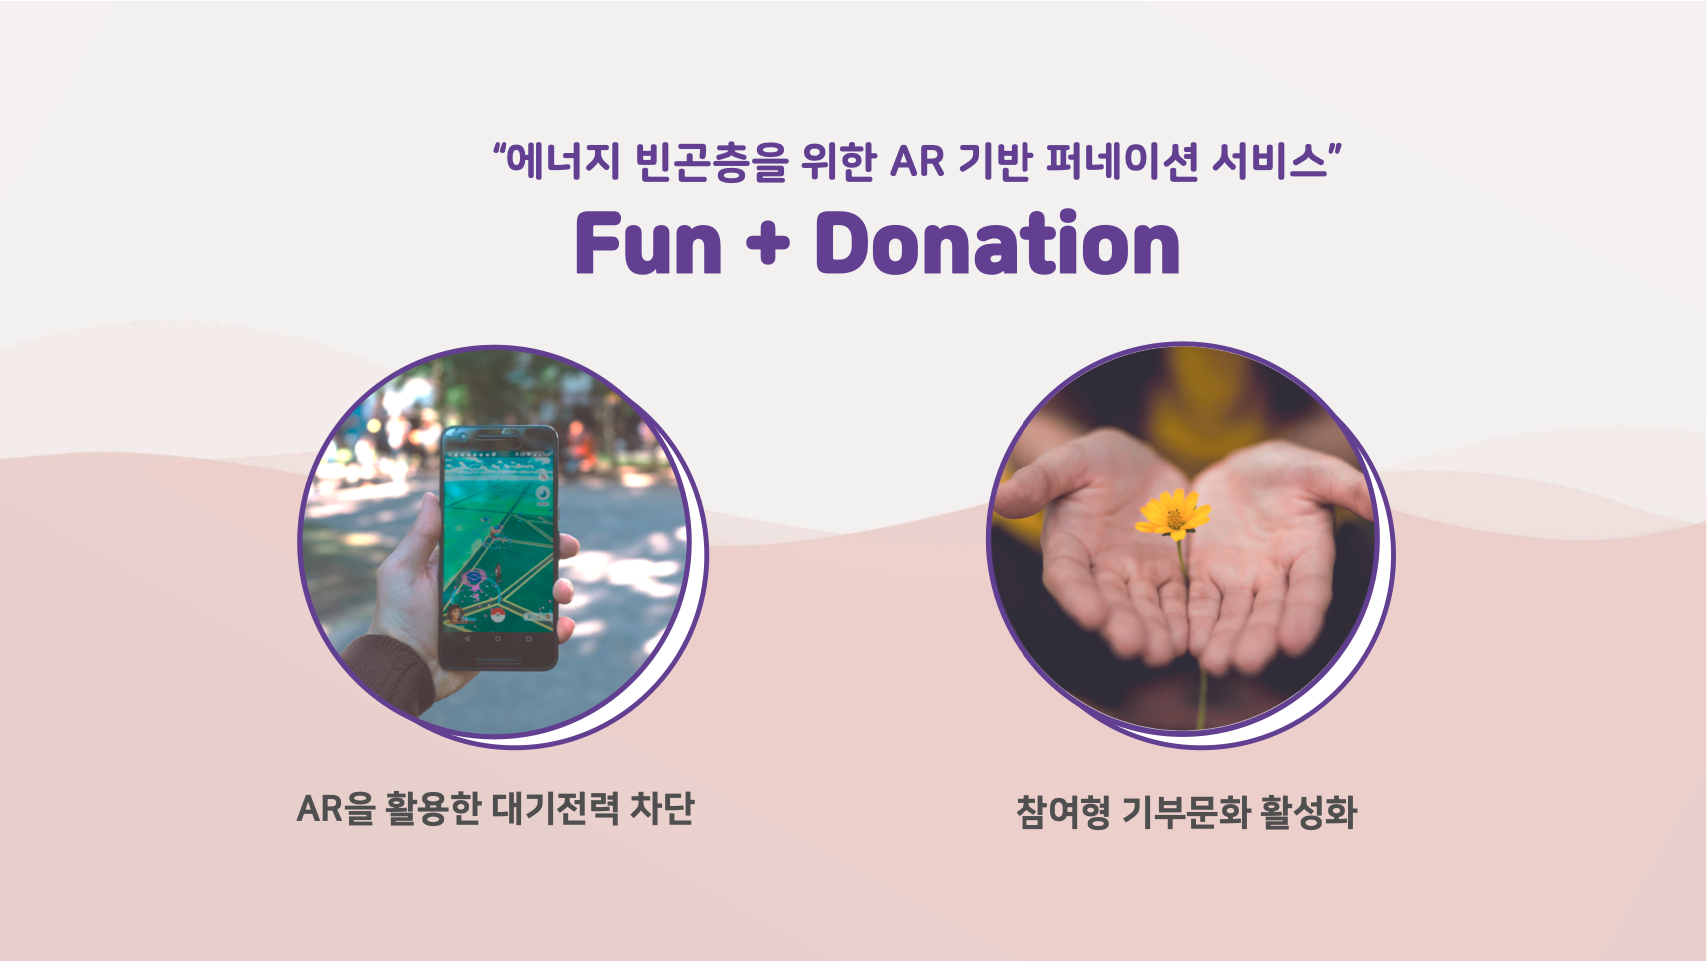 “에너지 빈곤층을 위한 AR 기반 퍼네이션 서비스”
Fun + Donation
AR을 활용한 대기전력 차단
참여형 기부문화 활성화